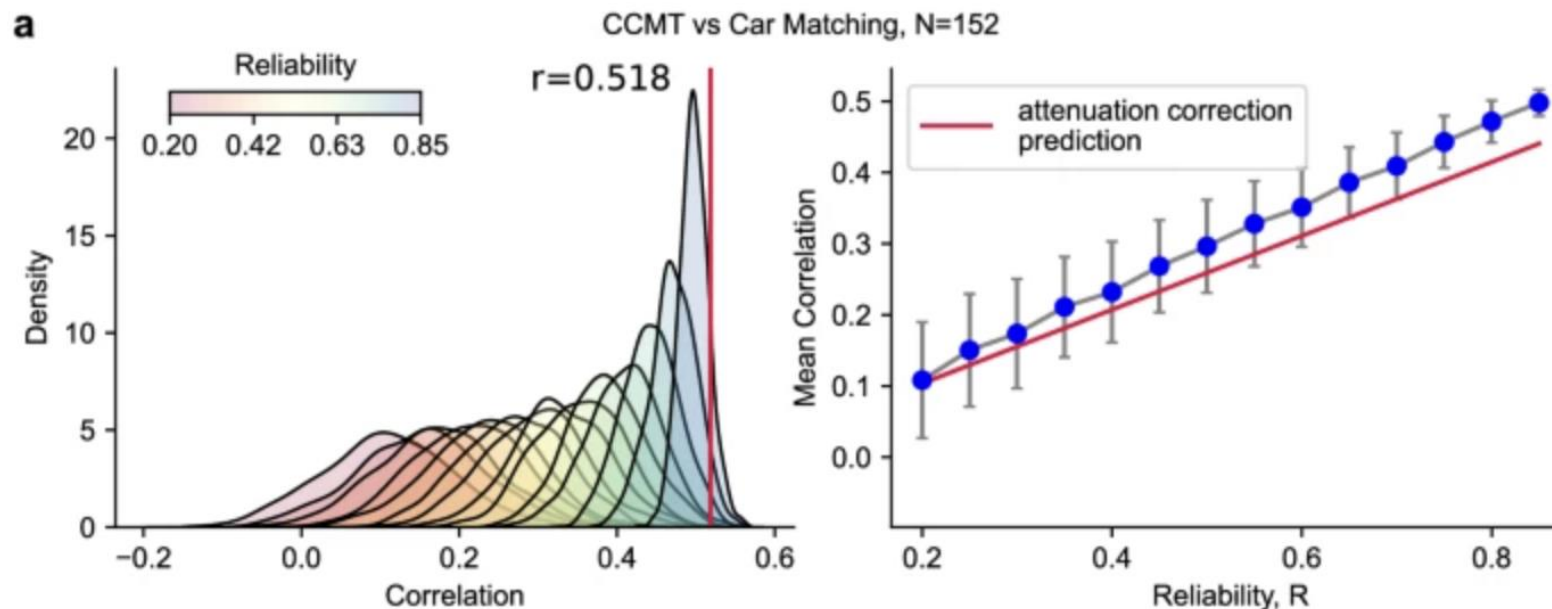 a
CCMT vs Car Matching, N=152
Reliability
0.20 0.42 0.63 0.85
r=0.518
20
15
10
5
0
Density
−0.2 0.0 0.2 0.4 0.6
Correlation
attenuation correction
prediction
0.5
0.4
0.3
0.2
0.1
0.0
Mean Correlation
0.2 0.4 0.6 0.8
Reliability, R